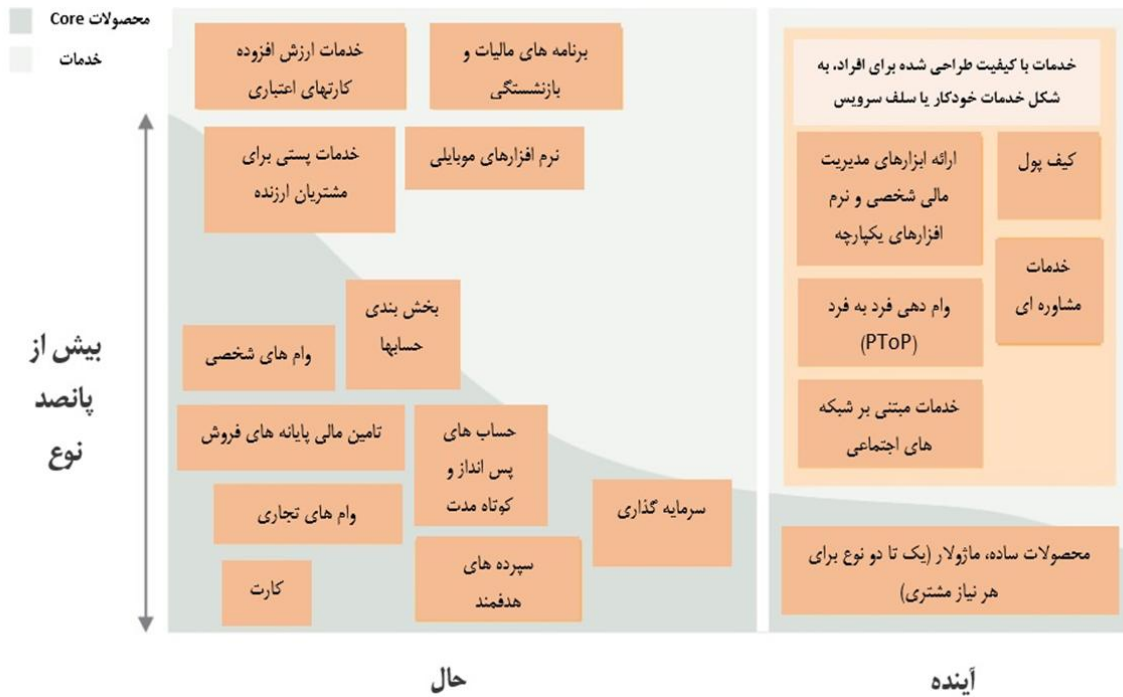 محصولات Core
خدمات
خدمات ارزش افزوده
کارتهای اعتباری
برنامه های مالیات و
بازنشستگی
خدمات پستی برای
مشتریان ارزنده
نرم افزارهای موبایلی
بخش بندی
حسابها
وام های شخصی
تامین مالی پایانه های فروش
حساب های
پس انداز و
کوتاه مدت
وام های تجاری
سرمایه گذاری
سپرده های
هدفمند
کارت
بیش از
پانصد
نوع
حال
خدمات با کیفیت طراحی شده برای افراد، به
شکل خدمات خودکار یا سلف سرویس
ارائه ابزارهای مدیریت
مالی شخصی و نرم
افزارهای یکپارچه
کیف پول
خدمات
مشاوره ای
وام دهی فرد به فرد
(PToP)
خدمات مبتنی بر شبکه
های اجتماعی
محصولات ساده، ماژولار (یک تا دو نوع برای
هر نیاز مشتری)
آینده